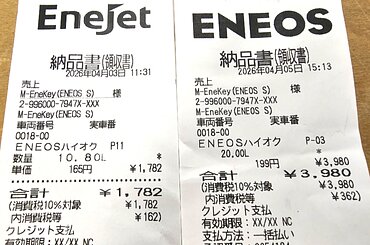 EneJet
納品書(領収書)
2026年04月03日 11:31
売上
M-EneKey(ENEOS S) 様
2-996000-7947X-XXX
M-EneKey(ENEOS S)
車両番号 実車番
0018-00
ENEOSハイオク P11
数量 10.80L *
単価 165円 ¥1,782
合計 ¥1,782
(消費税10%対象 ¥1,782
内消費税等 ¥162)
クレジット支払
有効期限:XX/XX NC
ENEOS
納品書(領収書)
2026年04月05日 15:13
売上
M-EneKey(ENEOS S) 様
2-996000-7947X-XXX
M-EneKey(ENEOS S)
車両番号 実車番
0018-00
ENEOSハイオク P-03
20.00L *
199円 ¥3,980
合計 ¥3,980
(消費税10%対象 ¥3,980
内消費税等 ¥362)
クレジット支払
有効期限:XX/XX NC
支払方法:一括払い